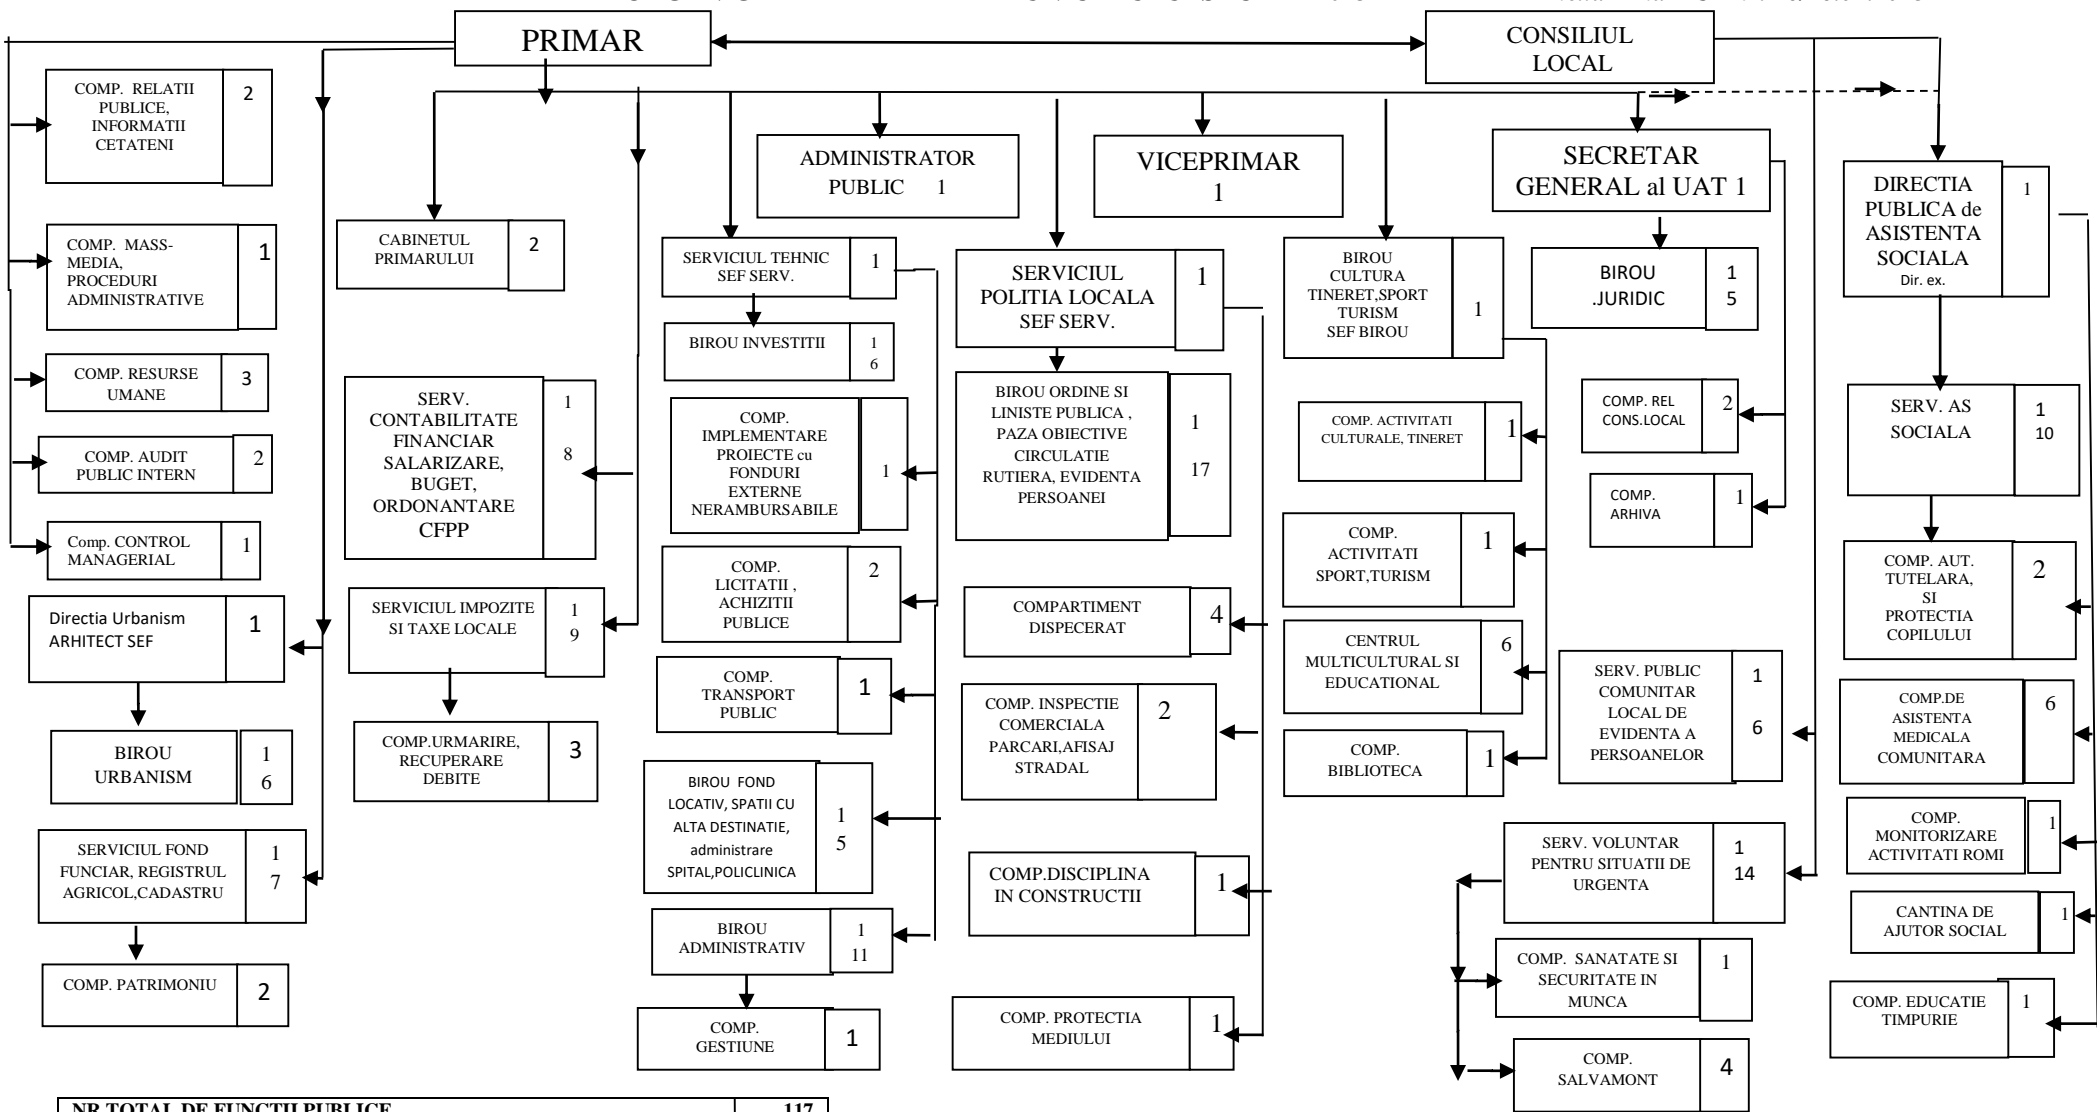 PRIMAR
CONSILIUL
LOCAL
COMP. RELATII
PUBLICE,
INFORMATII
CETATENI
2
COMP. MASS-
MEDIA,
PROCEDURI
ADMINISTRATIVE
1
COMP. RESURSE
UMANE
3
COMP. AUDIT
PUBLIC INTERN
2
Comp. CONTROL
MANAGERIAL
1
Directia Urbanism
ARHITECT SEF
1
BIROU
URBANISM
1
6
SERVICIUL FOND
FUNCIAR, REGISTRUL
AGRICOL,CADASTRU
1
7
COMP. PATRIMONIU
2
CABINETUL
PRIMARULUI
2
SERV.
CONTABILITATE
FINANCIAR
SALARIZARE,
BUGET,
ORDONANTARE
CFPP
1
8
SERVICIUL IMPOZITE
SI TAXE LOCALE
1
9
COMP.URMARIRE,
RECUPERARE
DEBITE
3
ADMINISTRATOR
PUBLIC 1
VICEPRIMAR
1
SECRETAR
GENERAL al UAT 1
SERVICIUL TEHNIC
SEF SERV.
1
BIROU INVESTITII
1
6
COMP.
IMPLEMENTARE
PROIECTE cu
FONDURI
EXTERNE
NERAMBURSABILE
1
COMP.
LICITATII ,
ACHIZITII
PUBLICE
2
COMP.
TRANSPORT
PUBLIC
1
BIROU FOND
LOCATIV, SPATII CU
ALTA DESTINATIE,
administrare
SPITAL,POLICLINICA
1
5
BIROU
ADMINISTRATIV
1
11
COMP.
GESTIUNE
1
SERVICIUL
POLITIA LOCALA
SEF SERV.
1
BIROU ORDINE SI
LINISTE PUBLICA ,
PAZA OBIECTIVE
CIRCULATIE
RUTIERA, EVIDENTA
PERSOANEI
1
17
COMPARTIMENT
DISPECERAT
4
COMP. INSPECTIE
COMERCIALA
PARCARI,AFISAJ
STRADAL
2
COMP.DISCIPLINA
IN CONSTRUCTII
1
COMP. PROTECTIA
MEDIULUI
1
BIROU
CULTURA
TINERET,SPORT
TURISM
SEF BIROU
1
COMP. ACTIVITATI
CULTURALE, TINERET
1
COMP.
ACTIVITATI
SPORT,TURISM
1
CENTRUL
MULTICULTURAL SI
EDUCATIONAL
6
COMP.
BIBLIOTECA
1
BIROU
.JURIDIC
1
5
COMP. REL
CONS.LOCAL
2
COMP.
ARHIVA
1
SERV. PUBLIC
COMUNITAR
LOCAL DE
EVIDENTA A
PERSOANELOR
1
6
SERV. VOLUNTAR
PENTRU SITUATII DE
URGENTA
1
14
COMP. SANATATE SI
SECURITATE IN
MUNCA
1
COMP.
SALVAMONT
4
DIRECTIA
PUBLICA de
ASISTENTA
SOCIALA
Dir. ex.
1
SERV. AS
SOCIALA
1
10
COMP. AUT.
TUTELARA,
SI
PROTECTIA
COPILULUI
2
COMP.DE
ASISTENTA
MEDICALA
COMUNITARA
6
COMP.
MONITORIZARE
ACTIVITATI ROMI
1
CANTINA DE
AJUTOR SOCIAL
1
COMP. EDUCATIE
TIMPURIE
1
NR TOTAL DE FUNCTII PUBLICE 117